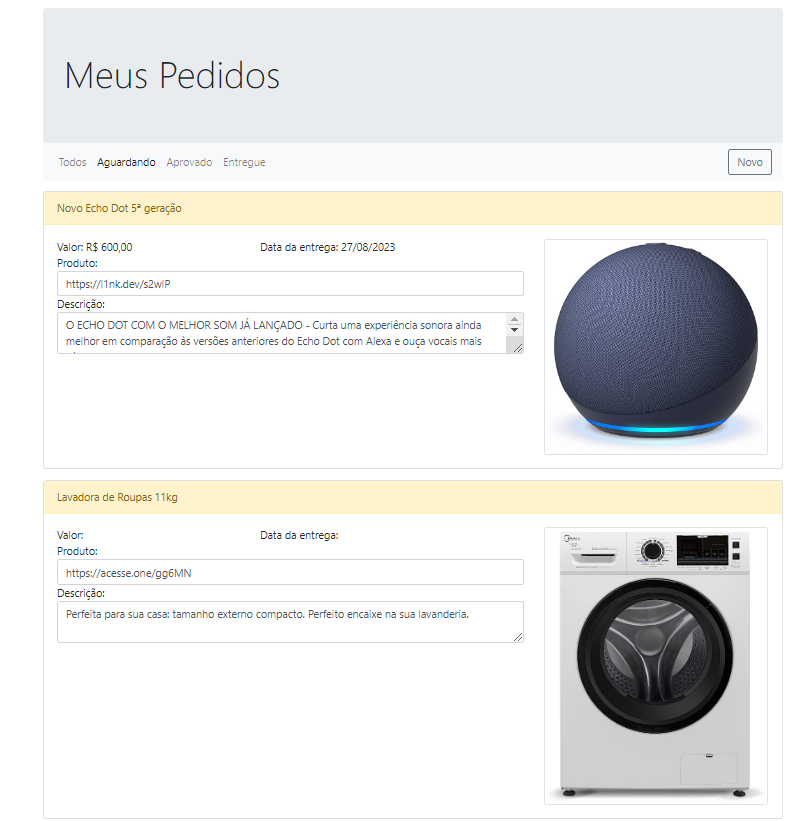 Meus Pedidos
Todos Aguardando Aprovado Entregue Novo
Novo Echo Dot 5ª geração
Valor: R$ 600,00 Data da entrega: 27/08/2023
Produto:
https://l1nk.dev/s2wIP
Descrição:
O ECHO DOT COM O MELHOR SOM JÁ LANÇADO - Curta uma experiência sonora ainda
melhor em comparação às versões anteriores do Echo Dot com Alexa e ouça vocais mais
Lavadora de Roupas 11kg
Valor: Data da entrega:
Produto:
https://acesse.one/gg6MN
Descrição:
Perfeita para sua casa: tamanho externo compacto. Perfeito encaixe na sua lavanderia.